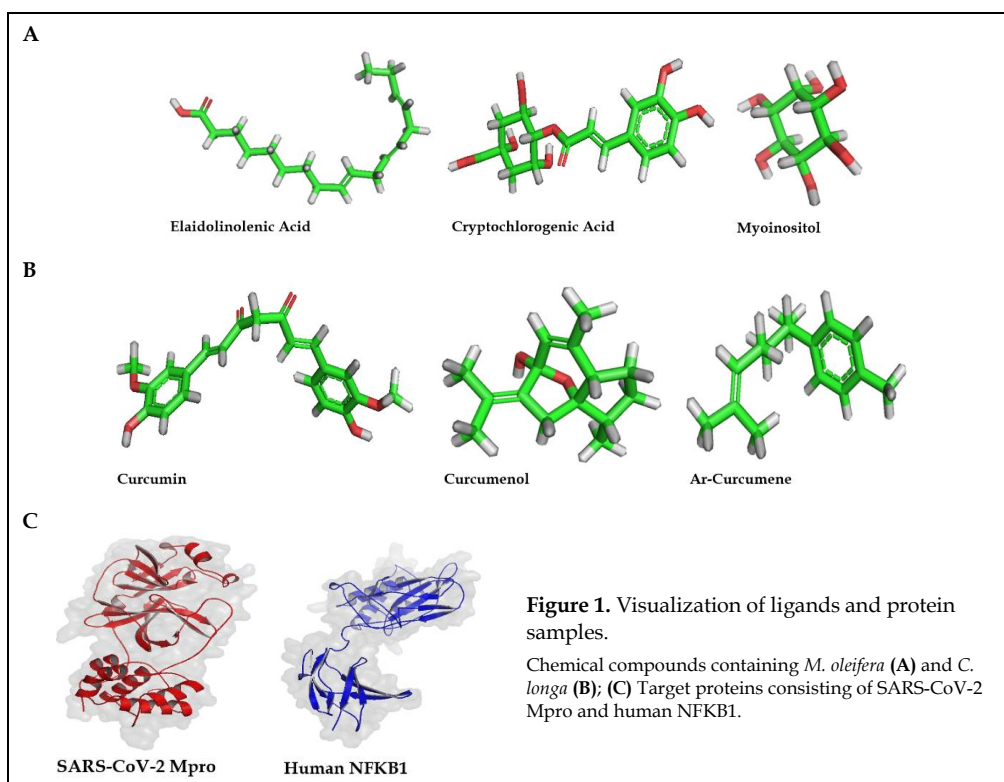 A
Elaidolinolenic Acid
Cryptochlorogenic Acid
Myoinositol
B
Curcumin
Curcumenol
Ar-Curcumene
C
SARS-CoV-2 Mpro
Human NFKB1
Figure 1. Visualization of ligands and protein
samples.
Chemical compounds containing M. oleifera (A) and C.
longa (B); (C) Target proteins consisting of SARS-CoV-2
Mpro and human NFKB1.